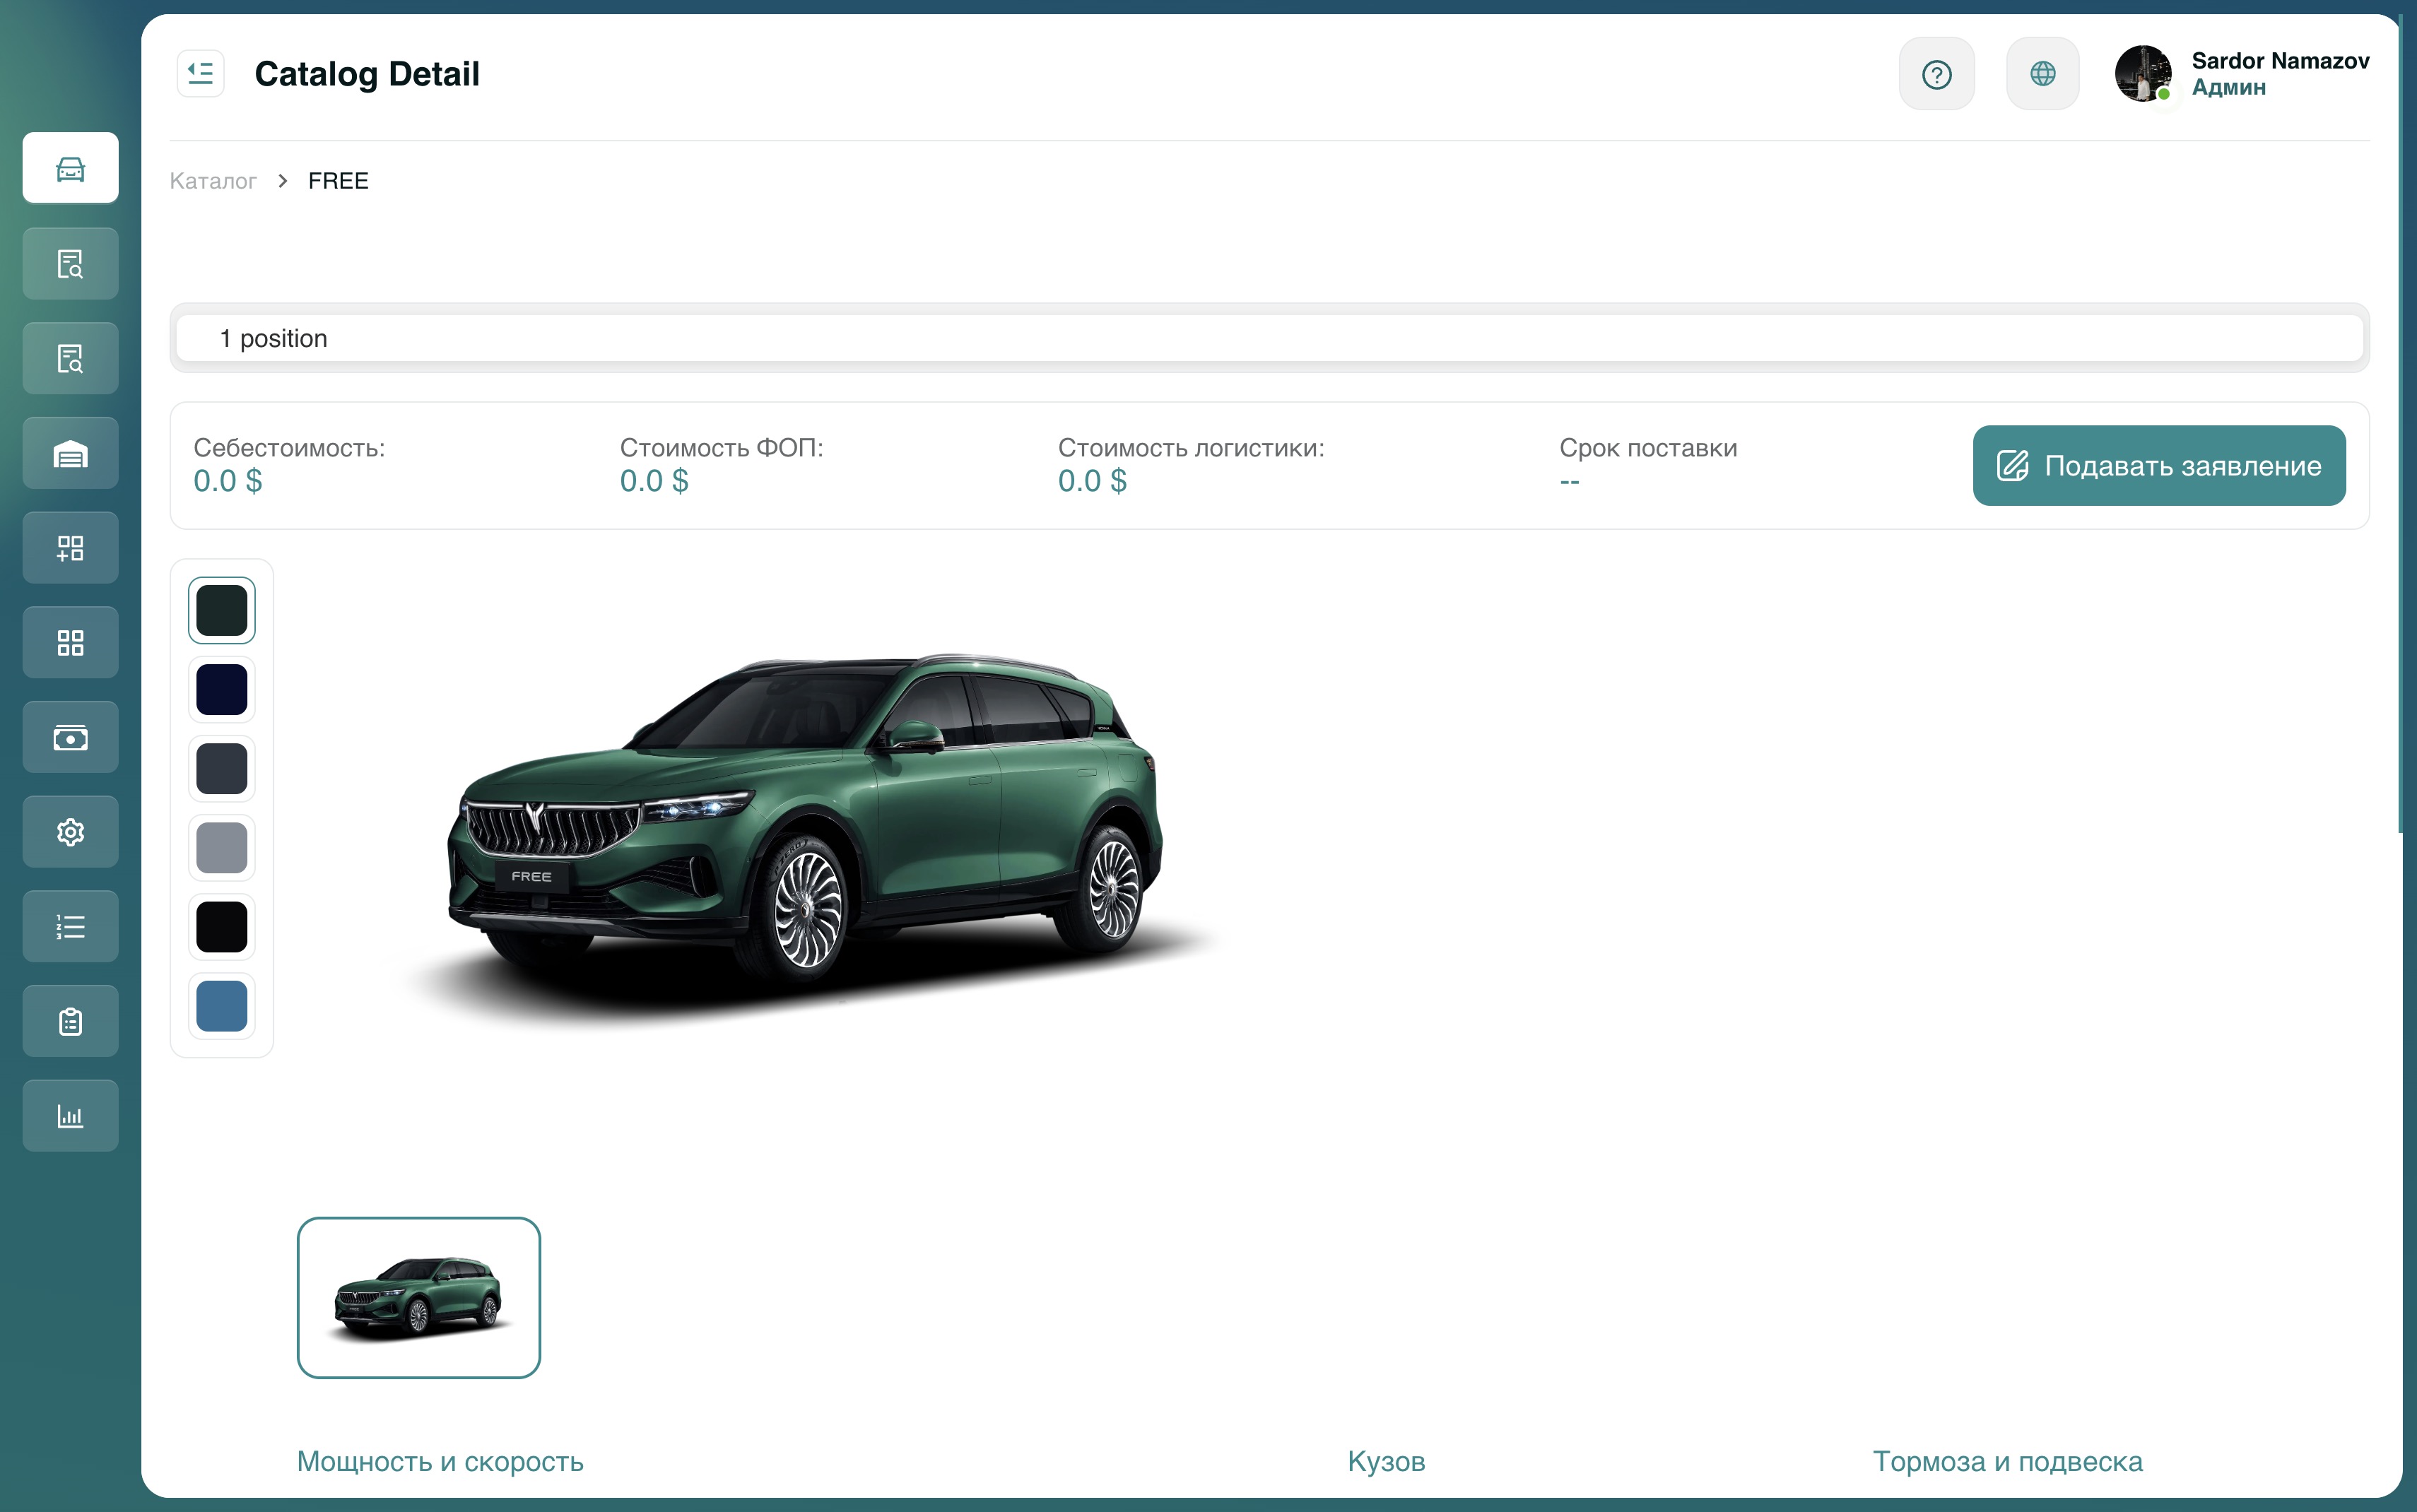 Catalog Detail
Sardor Namazov
Админ
Каталог > FREE
1 position
Себестоимость:
0.0 $
Стоимость ФОП:
0.0 $
Стоимость логистики:
0.0 $
Срок поставки
--
Подавать заявление
FREE
Мощность и скорость
Кузов
Тормоза и подвеска